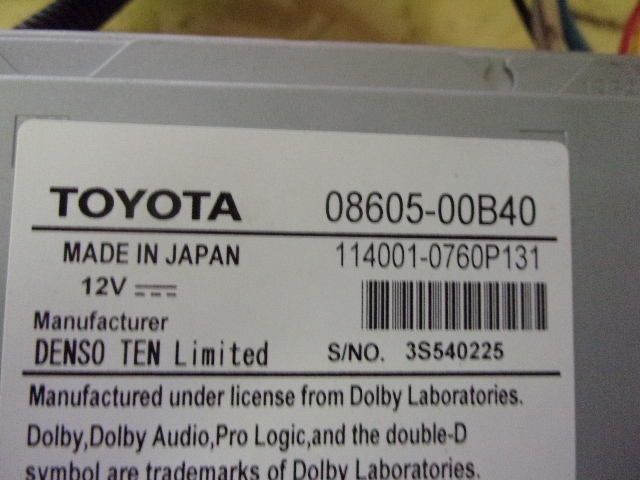 TOYOTA 08605-00B40
MADE IN JAPAN 114001-0760P131
12V
Manufacturer
DENSO TEN Limited S/NO. 3S540225
Manufactured under license from Dolby Laboratories.
Dolby,Dolby Audio,Pro Logic,and the double-D
symbol are trademarks of Dolby Laboratories.